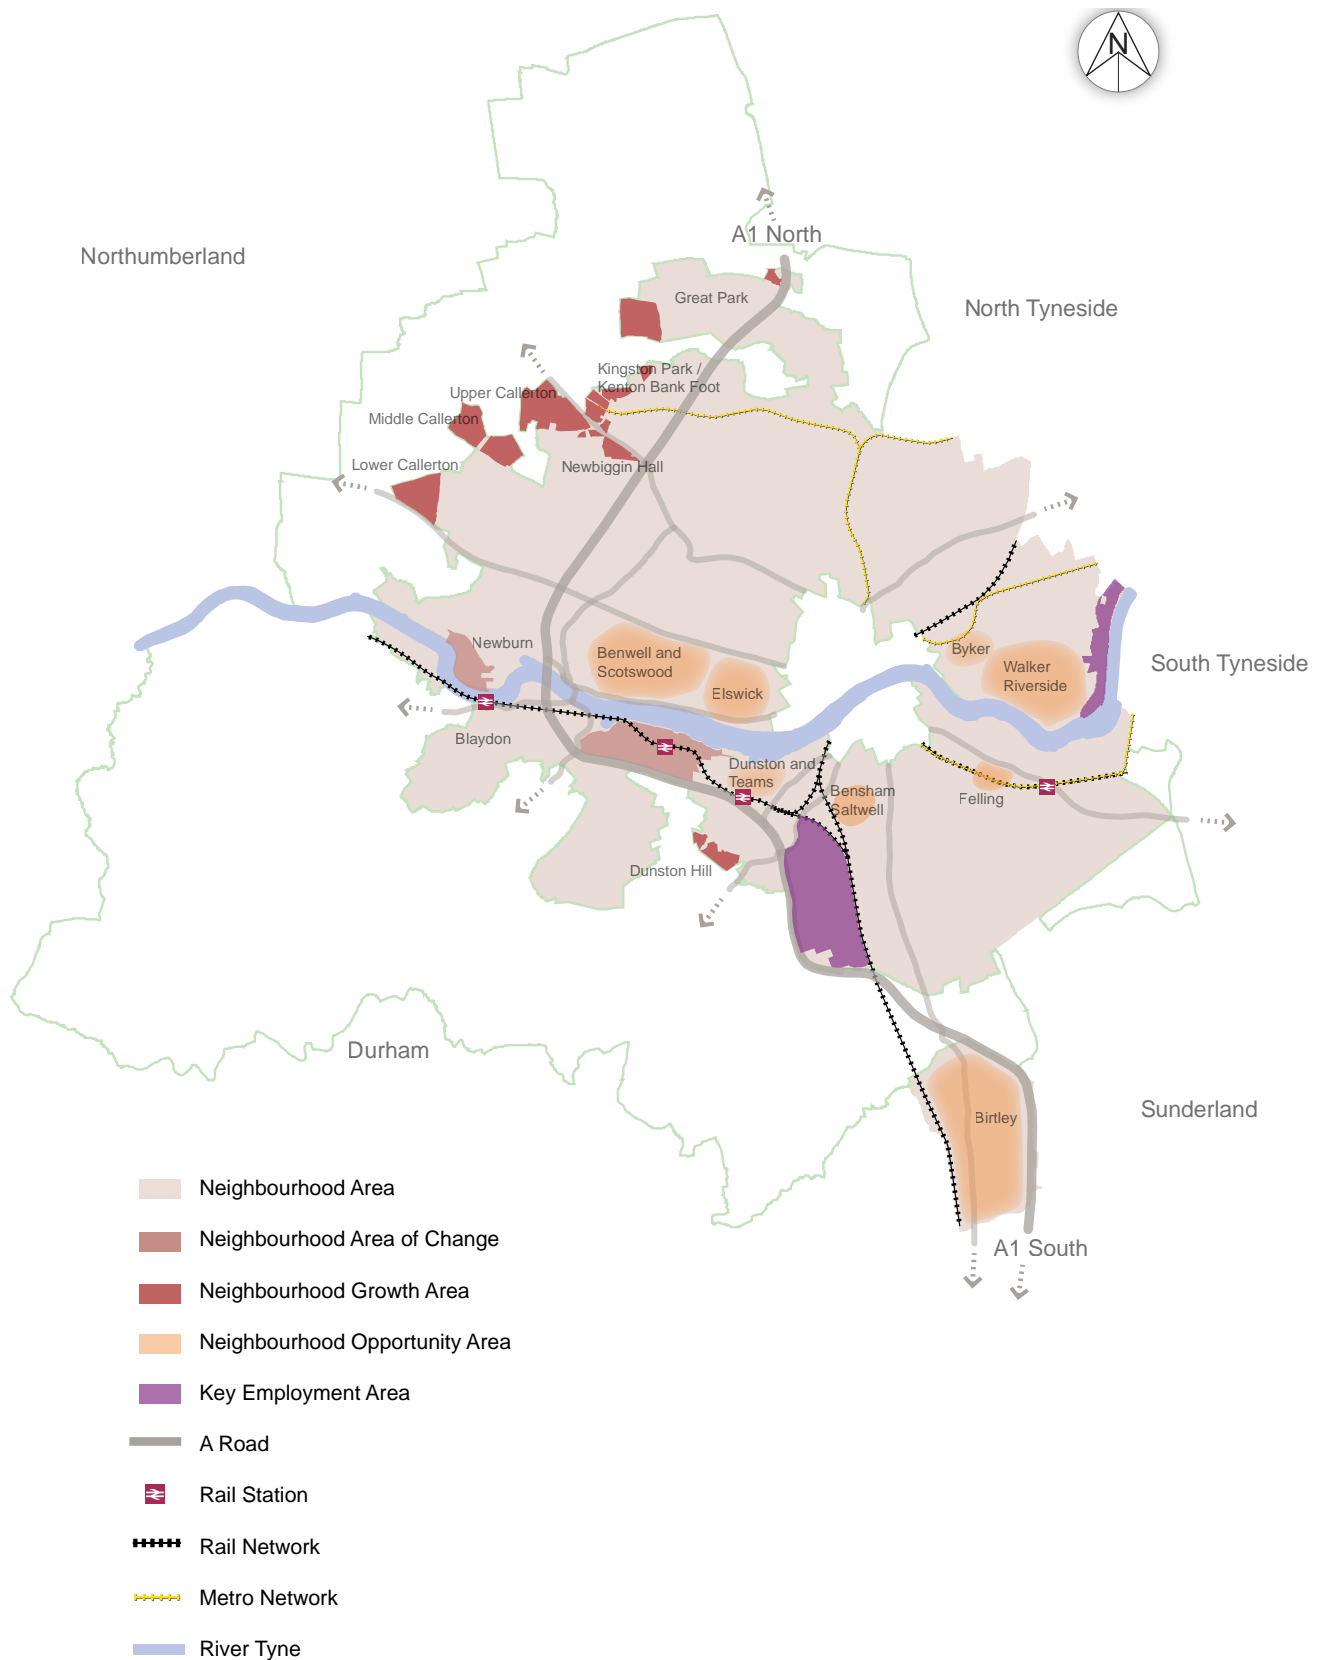 N
A1 North
Northumberland
Great Park
North Tyneside
Kingston Park /
Kenton Bank Foot
Upper Callerton
Middle Callerton
Lower Callerton
Newbiggin Hall
Newburn
Benwell and
Scotswood
Elswick
Byker
Walker
Riverside
South Tyneside
Blaydon
Dunston and
Teams
Bensham
Saltwell
Felling
Dunston Hill
Durham
Sunderland
Birtley
A1 South
Neighbourhood Area
Neighbourhood Area of Change
Neighbourhood Growth Area
Neighbourhood Opportunity Area
Key Employment Area
A Road
Rail Station
Rail Network
Metro Network
River Tyne